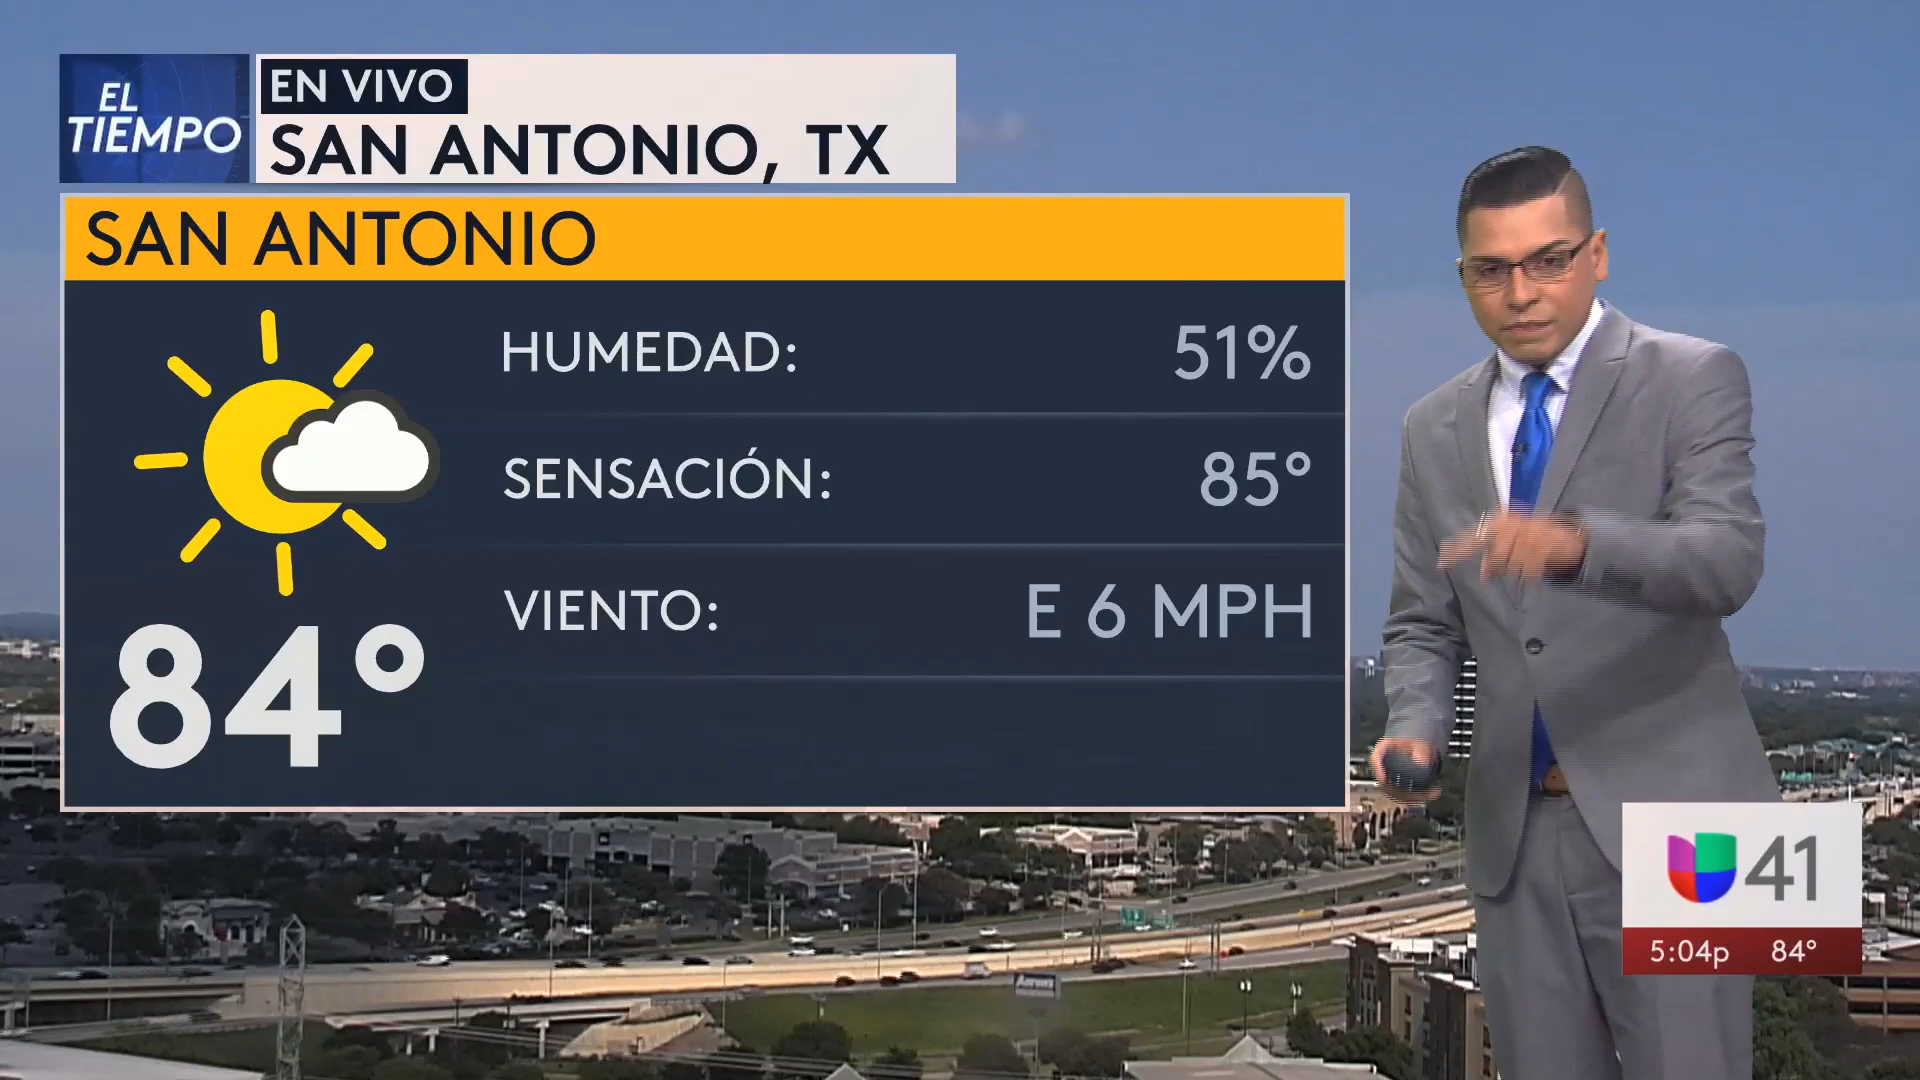 EL
TIEMPO
EN VIVO
SAN ANTONIO, TX
SAN ANTONIO
HUMEDAD: 51%
SENSACIÓN: 85°
VIENTO: E 6 MPH
84°
41
5:04p 84°
Aaron's